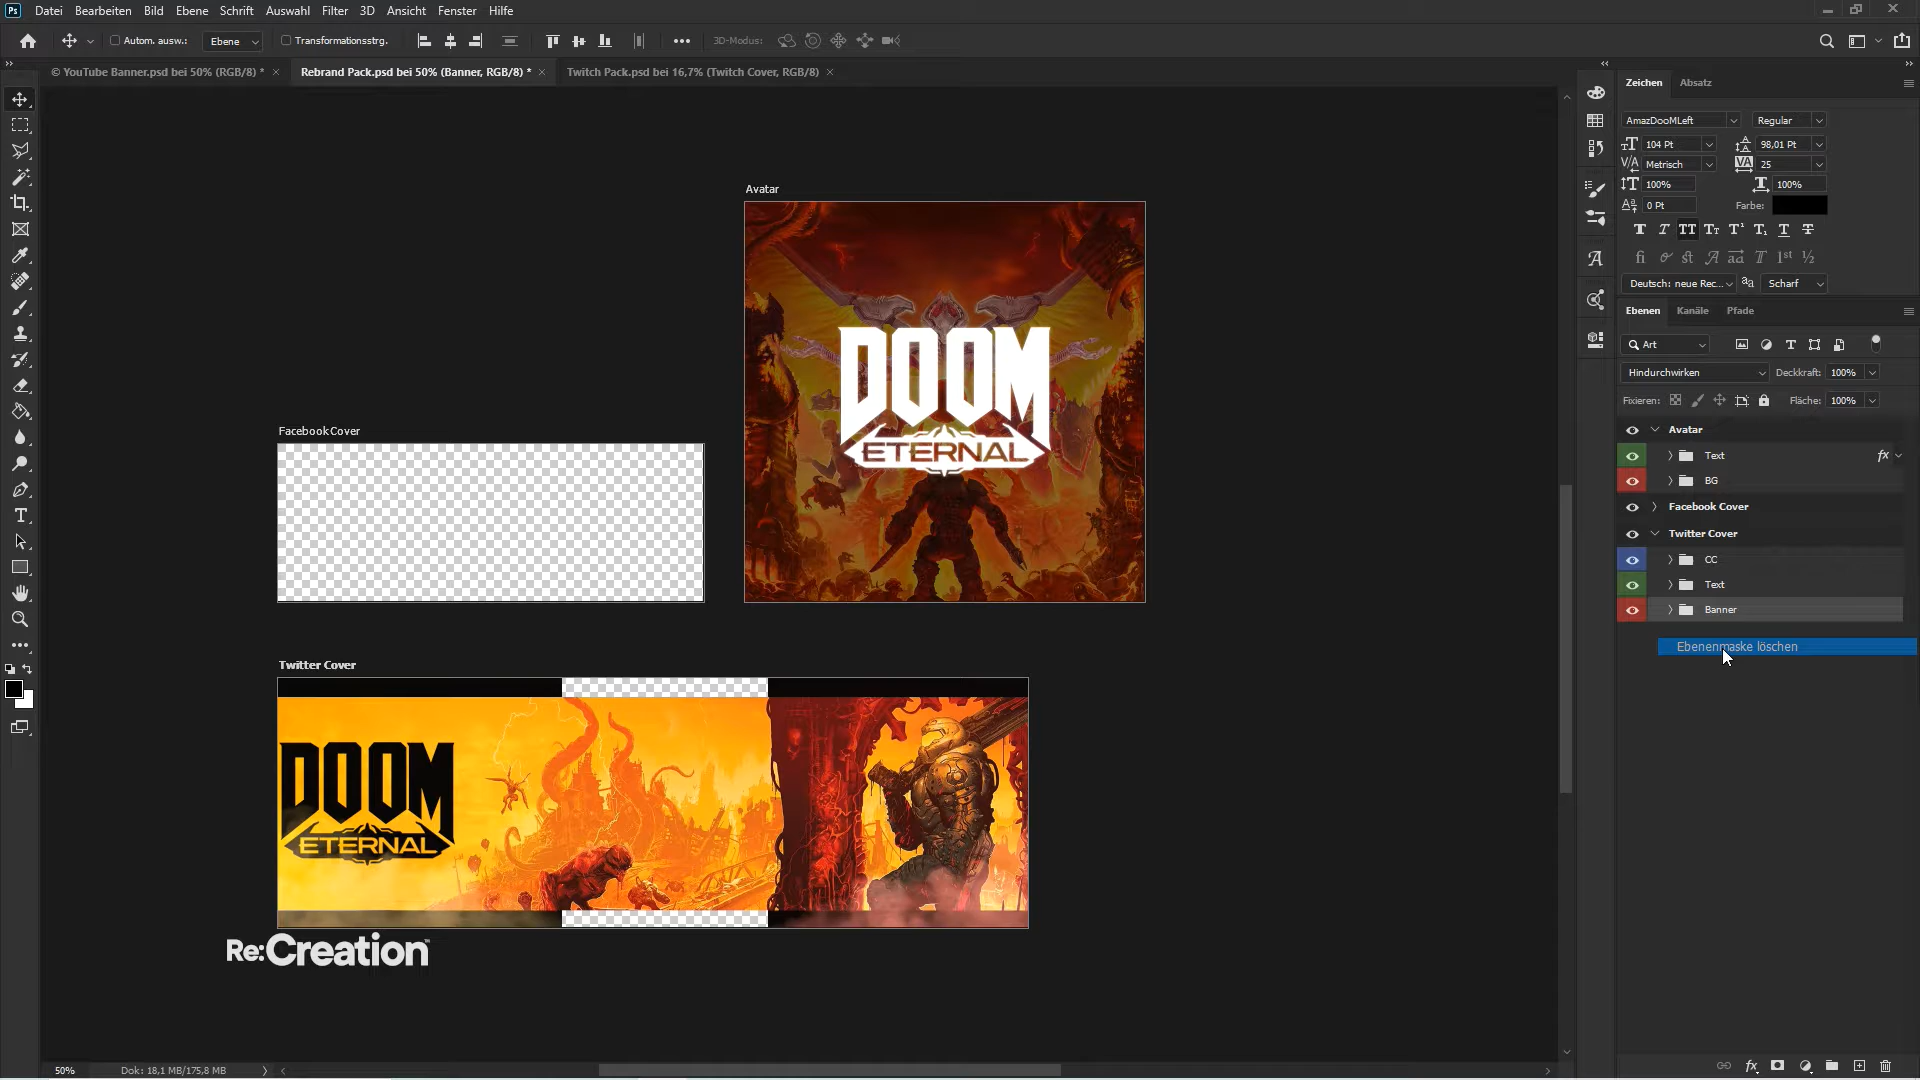 Ps Datei Bearbeiten Bild Ebene Schrift Auswahl Filter 3D Ansicht Fenster Hilfe
Autom. ausw.: Ebene Transformationsstrg. 3D-Modus:
© YouTube Banner.psd bei 50% (RGB/8) * Rebrand Pack.psd bei 50% (Banner, RGB/8) * Twitch Pack.psd bei 16,7% (Twitch Cover, RGB/8)
Zeichen Absatz
AmazDooMLeft Regular
104 Pt 98,01 Pt
Metrisch 25
100% 100%
0 Pt Farbe:
Deutsch: neue Rec... aa Scharf
Ebenen Kanäle Pfade
Art
Hindurchwirken Deckkraft: 100%
Fixieren: Fläche: 100%
Avatar
Text fx
BG
Facebook Cover
Twitter Cover
CC
Text
Banner
Ebenenmaske löschen
Avatar
DOOM
ETERNAL
Facebook Cover
Twitter Cover
DOOM
ETERNAL
Re:Creation
50% Dok: 18,1 MB/175,8 MB